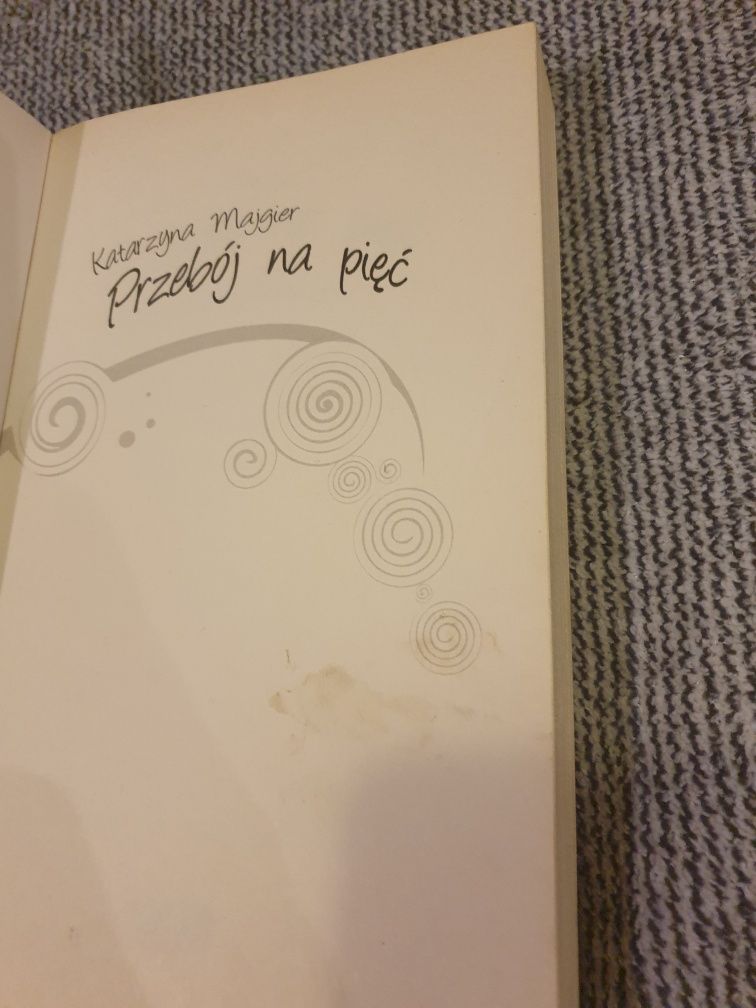 Katarzyna Majgier
Przebój na pięć